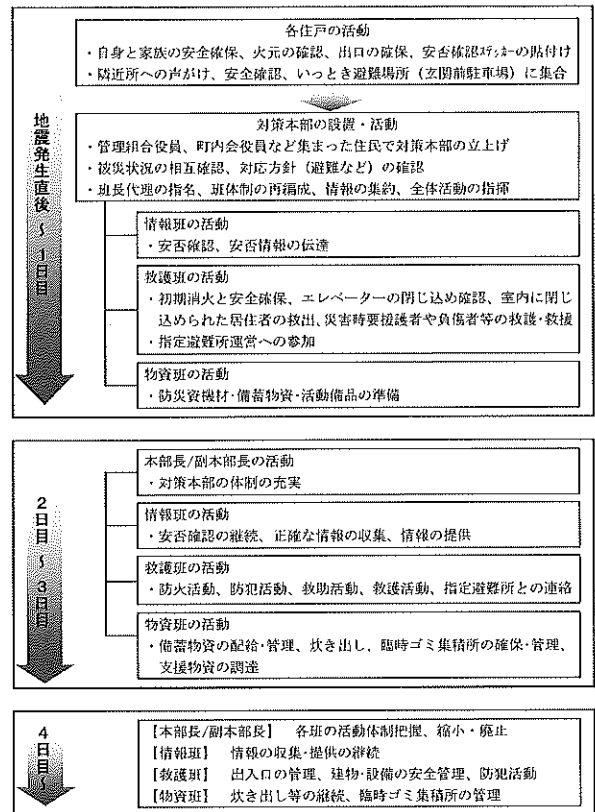 各住戸の活動
・自身と家族の安全確保、火元の確認、出口の確保、安否確認ステッカーの貼付け
・隣近所への声がけ、安全確認、いっとき避難場所（玄関前駐車場）に集合
地震発生直後～1日目
対策本部の設置・活動
・管理組合役員、町内会役員など集まった住民で対策本部の立上げ
・被災状況の相互確認、対応方針（避難など）の確認
・班長代理の指名、班体制の再編成、情報の集約、全体活動の指揮
情報班の活動
・安否確認、安否情報の伝達
救護班の活動
・初期消火と安全確保、エレベーターの閉じ込め確認、室内に閉じ
込められた居住者の救出、災害時要援護者や負傷者等の救護・救援
・指定避難所運営への参加
物資班の活動
・防災資機材・備蓄物資・活動備品の準備
2日目～3日目
本部長/副本部長の活動
・対策本部の体制の充実
情報班の活動
・安否確認の継続、正確な情報の収集、情報の提供
救護班の活動
・防火活動、防犯活動、救助活動、救護活動、指定避難所との連絡
物資班の活動
・備蓄物資の配給・管理、炊き出し、臨時ゴミ集積所の確保・管理、
支援物資の調達
4日目～
【本部長/副本部長】 各班の活動体制把握、縮小・廃止
【情報班】 情報の収集・提供の継続
【救護班】 出入口の管理、建物・設備の安全管理、防犯活動
【物資班】 炊き出し等の継続、臨時ゴミ集積所の管理